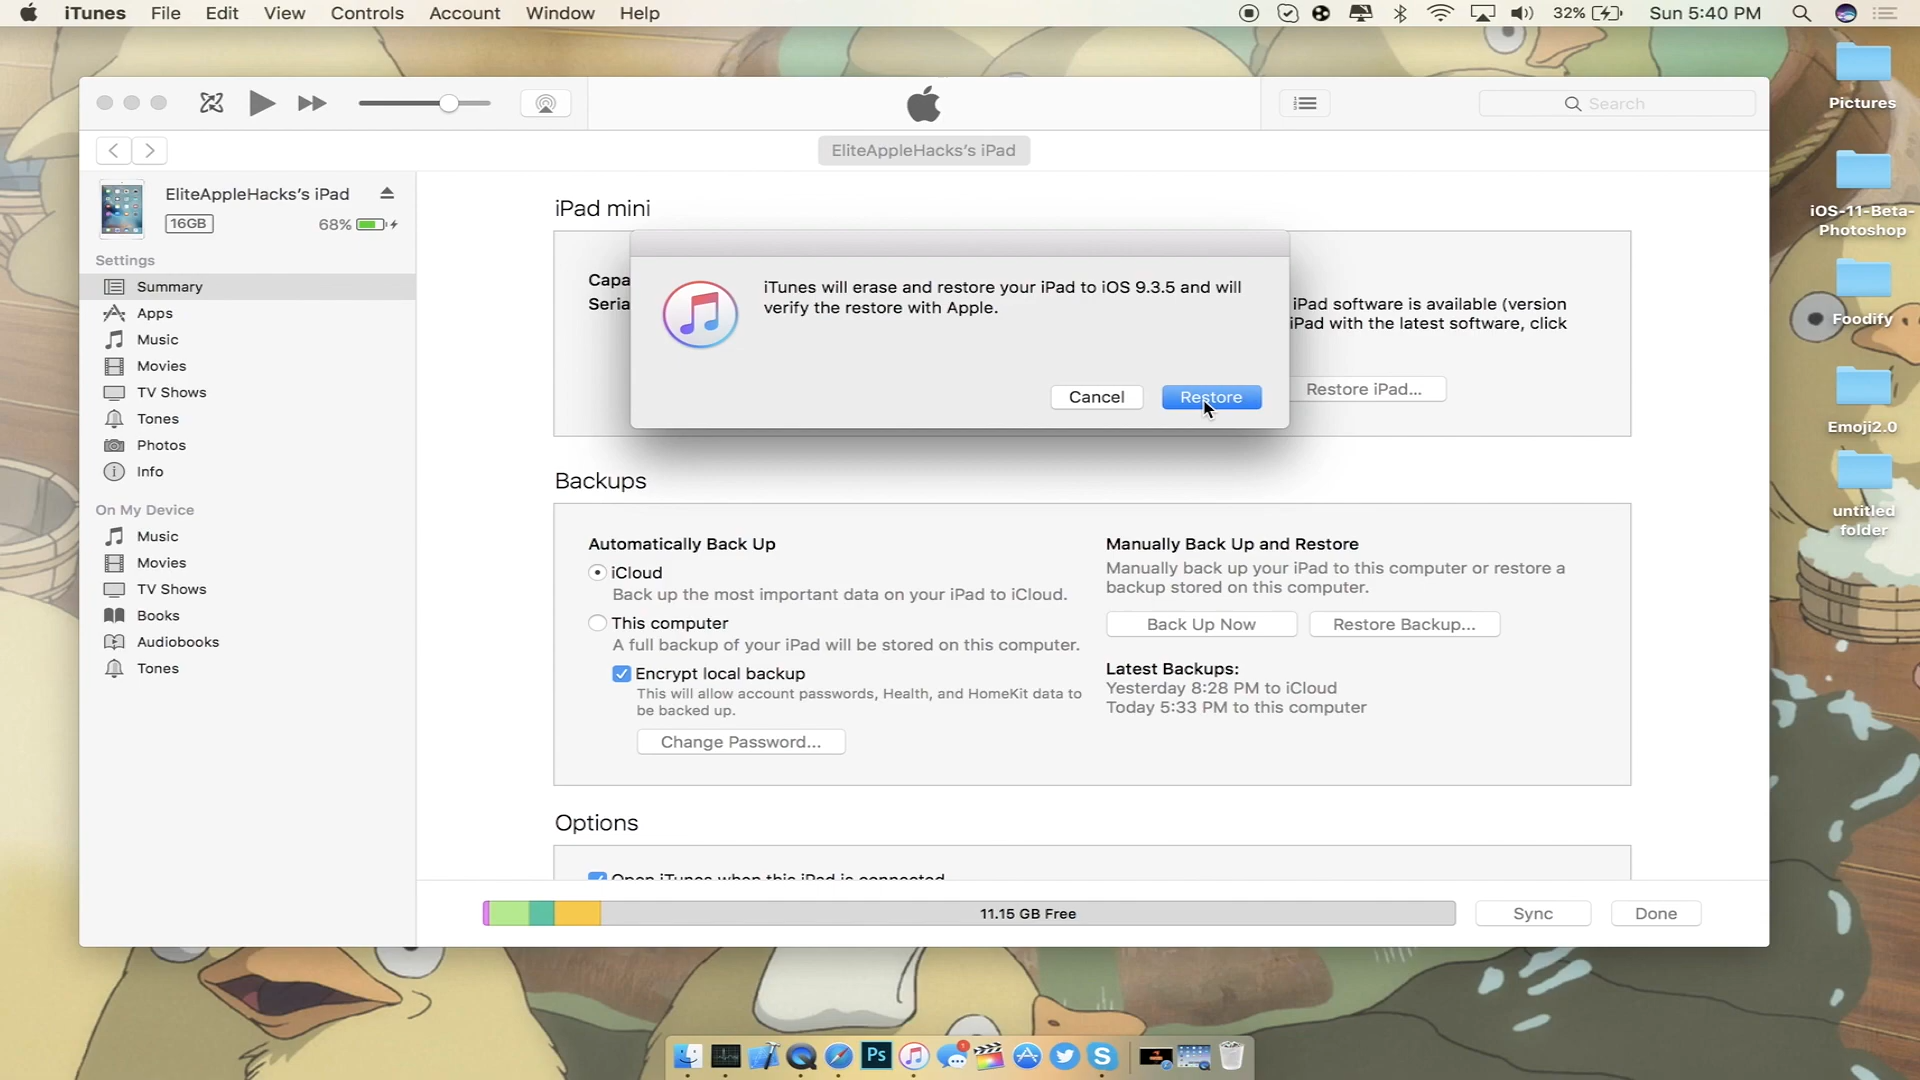 iTunes File Edit View Controls Account Window Help
32% Sun 5:40 PM
Search
EliteAppleHacks's iPad
EliteAppleHacks's iPad
16GB 68%
Settings
Summary
Apps
Music
Movies
TV Shows
Tones
Photos
Info
On My Device
Music
Movies
TV Shows
Books
Audiobooks
Tones
iPad mini
Capa
Seria
iPad software is available (version
iPad with the latest software, click
Restore iPad...
iTunes will erase and restore your iPad to iOS 9.3.5 and will
verify the restore with Apple.
Cancel Restore
Backups
Automatically Back Up
iCloud
Back up the most important data on your iPad to iCloud.
This computer
A full backup of your iPad will be stored on this computer.
Encrypt local backup
This will allow account passwords, Health, and HomeKit data to
be backed up.
Change Password...
Manually Back Up and Restore
Manually back up your iPad to this computer or restore a
backup stored on this computer.
Back Up Now Restore Backup...
Latest Backups:
Yesterday 8:28 PM to iCloud
Today 5:33 PM to this computer
Options
Open iTunes when this iPad is connected
11.15 GB Free
Sync Done
Pictures
iOS-11-Beta-
Photoshop
Foodify
Emoji2.0
untitled
folder
Ps
1